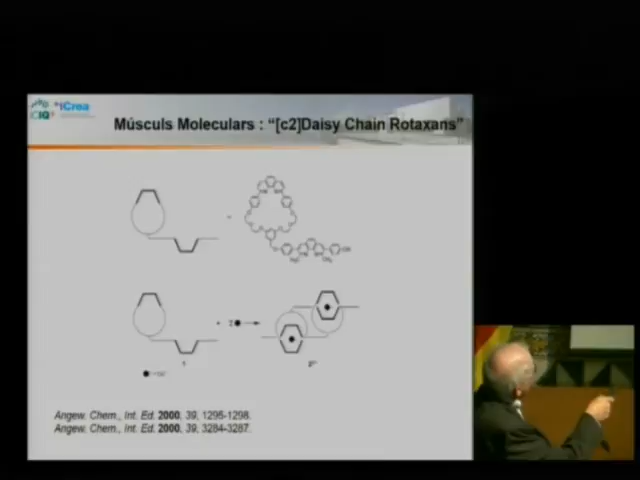 iCrea
ICIQ
Músculs Moleculars : “[c2]Daisy Chain Rotaxans”
Angew. Chem., Int. Ed. 2000, 39, 1295-1298.
Angew. Chem., Int. Ed. 2000, 39, 3284-3287.